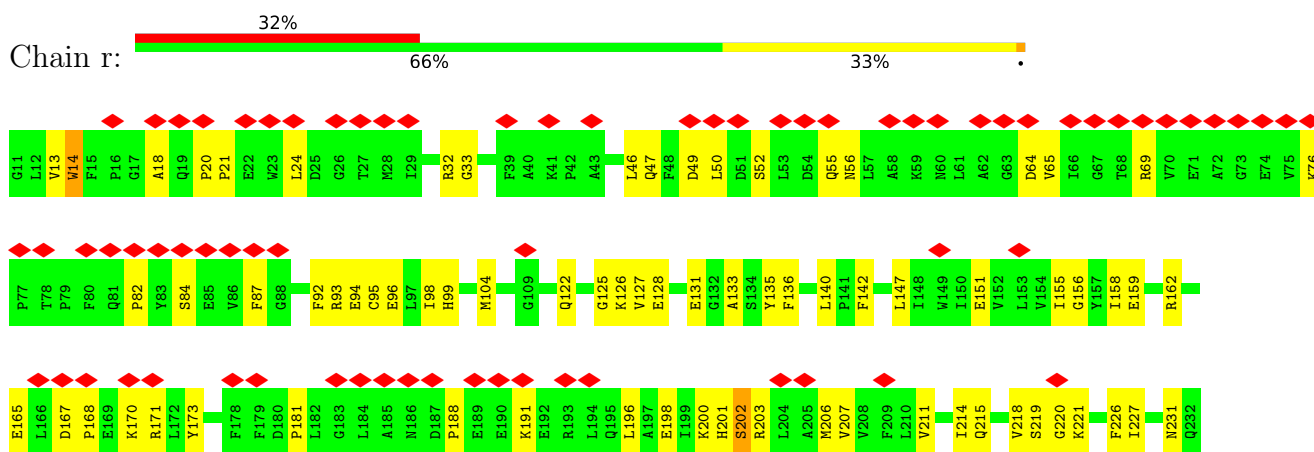 32%
Chain r:
66% 33% •
G11 L12 V13 W14 F15 P16 G17 A18 Q19 P20 P21 E22 W23 L24 D25 G26 T27 M28 I29 R32 G33 F39 A40 K41 P42 A43 L46 Q47 F48 D49 L50 D51 S52 L53 D54 Q55 N56 L57 A58 K59 N60 L61 A62 G63 D64 V65 I66 G67 T68 R69 V70 E71 A72 G73 E74 V75 K76
P77 T78 P79 F80 Q81 P82 Y83 S84 E85 V86 F87 G88 F92 R93 E94 C95 E96 L97 I98 H99 M104 G109 Q122 G125 K126 V127 E128 E131 G132 A133 S134 Y135 F136 L140 P141 F142 L147 I148 W149 I150 E151 V152 L153 V154 I155 G156 Y157 I158 E159 R162
E165 L166 D167 P168 E169 K170 R171 L172 Y173 F178 F179 D180 P181 L182 G183 L184 A185 N186 D187 P188 E189 E190 K191 E192 R193 L194 Q195 L196 A197 E198 I199 K200 H201 S202 R203 L204 A205 M206 V207 V208 F209 L210 V211 I214 Q215 V218 S219 G220 K221 F226 I227 N231 Q232